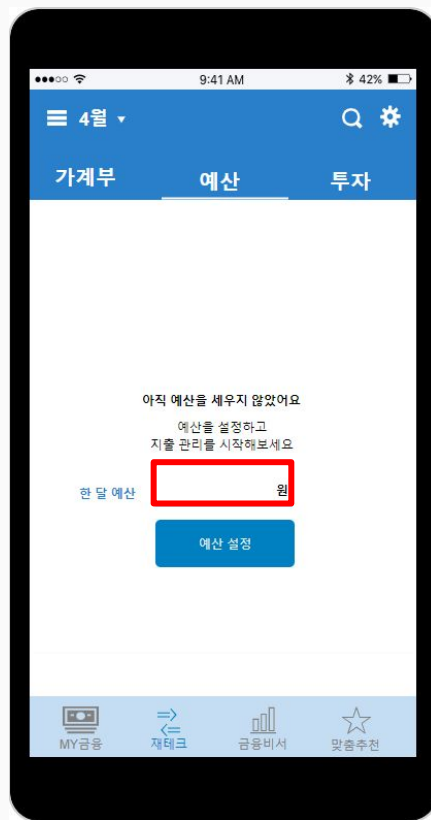 9:41 AM
42%
4월
가계부
예산
투자
아직 예산을 세우지 않았어요
예산을 설정하고
지출 관리를 시작해보세요
한 달 예산
원
예산 설정
MY금융
재테크
금융비서
맞춤추천